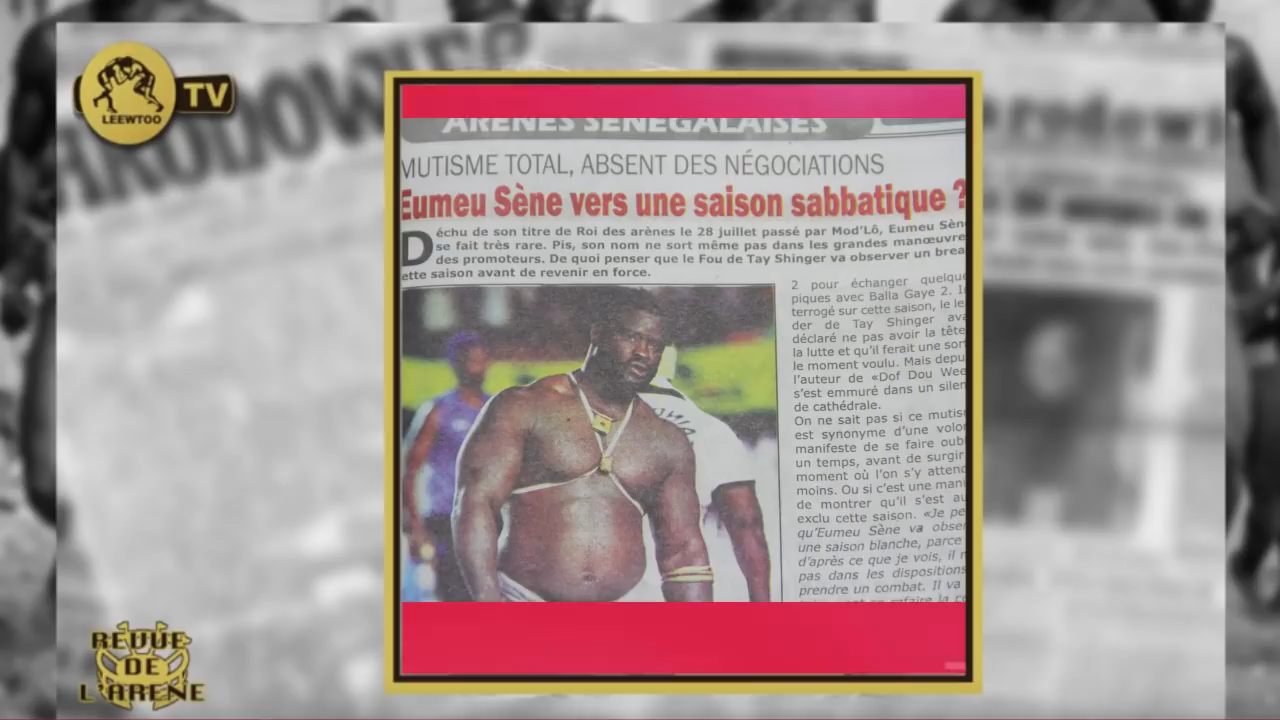 LEEWTOO
TV
ARÈNES SÉNÉGALAISES
MUTISME TOTAL, ABSENT DES NÉGOCIATIONS
Eumeu Sène vers une saison sabbatique ?
Déchu de son titre de Roi des arènes le 28 juillet passé par Mod'Lô, Eumeu Sèn
se fait très rare. Pis, son nom ne sort même pas dans les grandes manœuvre
des promoteurs. De quoi penser que le Fou de Tay Shinger va observer un brea
ette saison avant de revenir en force.
2 pour échanger quelqu
piques avec Balla Gaye 2. I
terrogé sur cette saison, le le
der de Tay Shinger ava
déclaré ne pas avoir la tête
la lutte et qu'il ferait une sort
le moment voulu. Mais depu
l'auteur de «Dof Dou Wee
s'est emmuré dans un silen
de cathédrale.
On ne sait pas si ce mutis
est synonyme d'une volo
manifeste de se faire oub
un temps, avant de surgir
moment où l'on s'y attend
moins. Ou si c'est une mani
de montrer qu'il s'est au
exclu cette saison. «Je pe
qu'Eumeu Sène va obser
une saison blanche, parce
d'après ce que je vois, il n
pas dans les dispositions
prendre un combat. Il va
REVUE
DE
L'ARENE